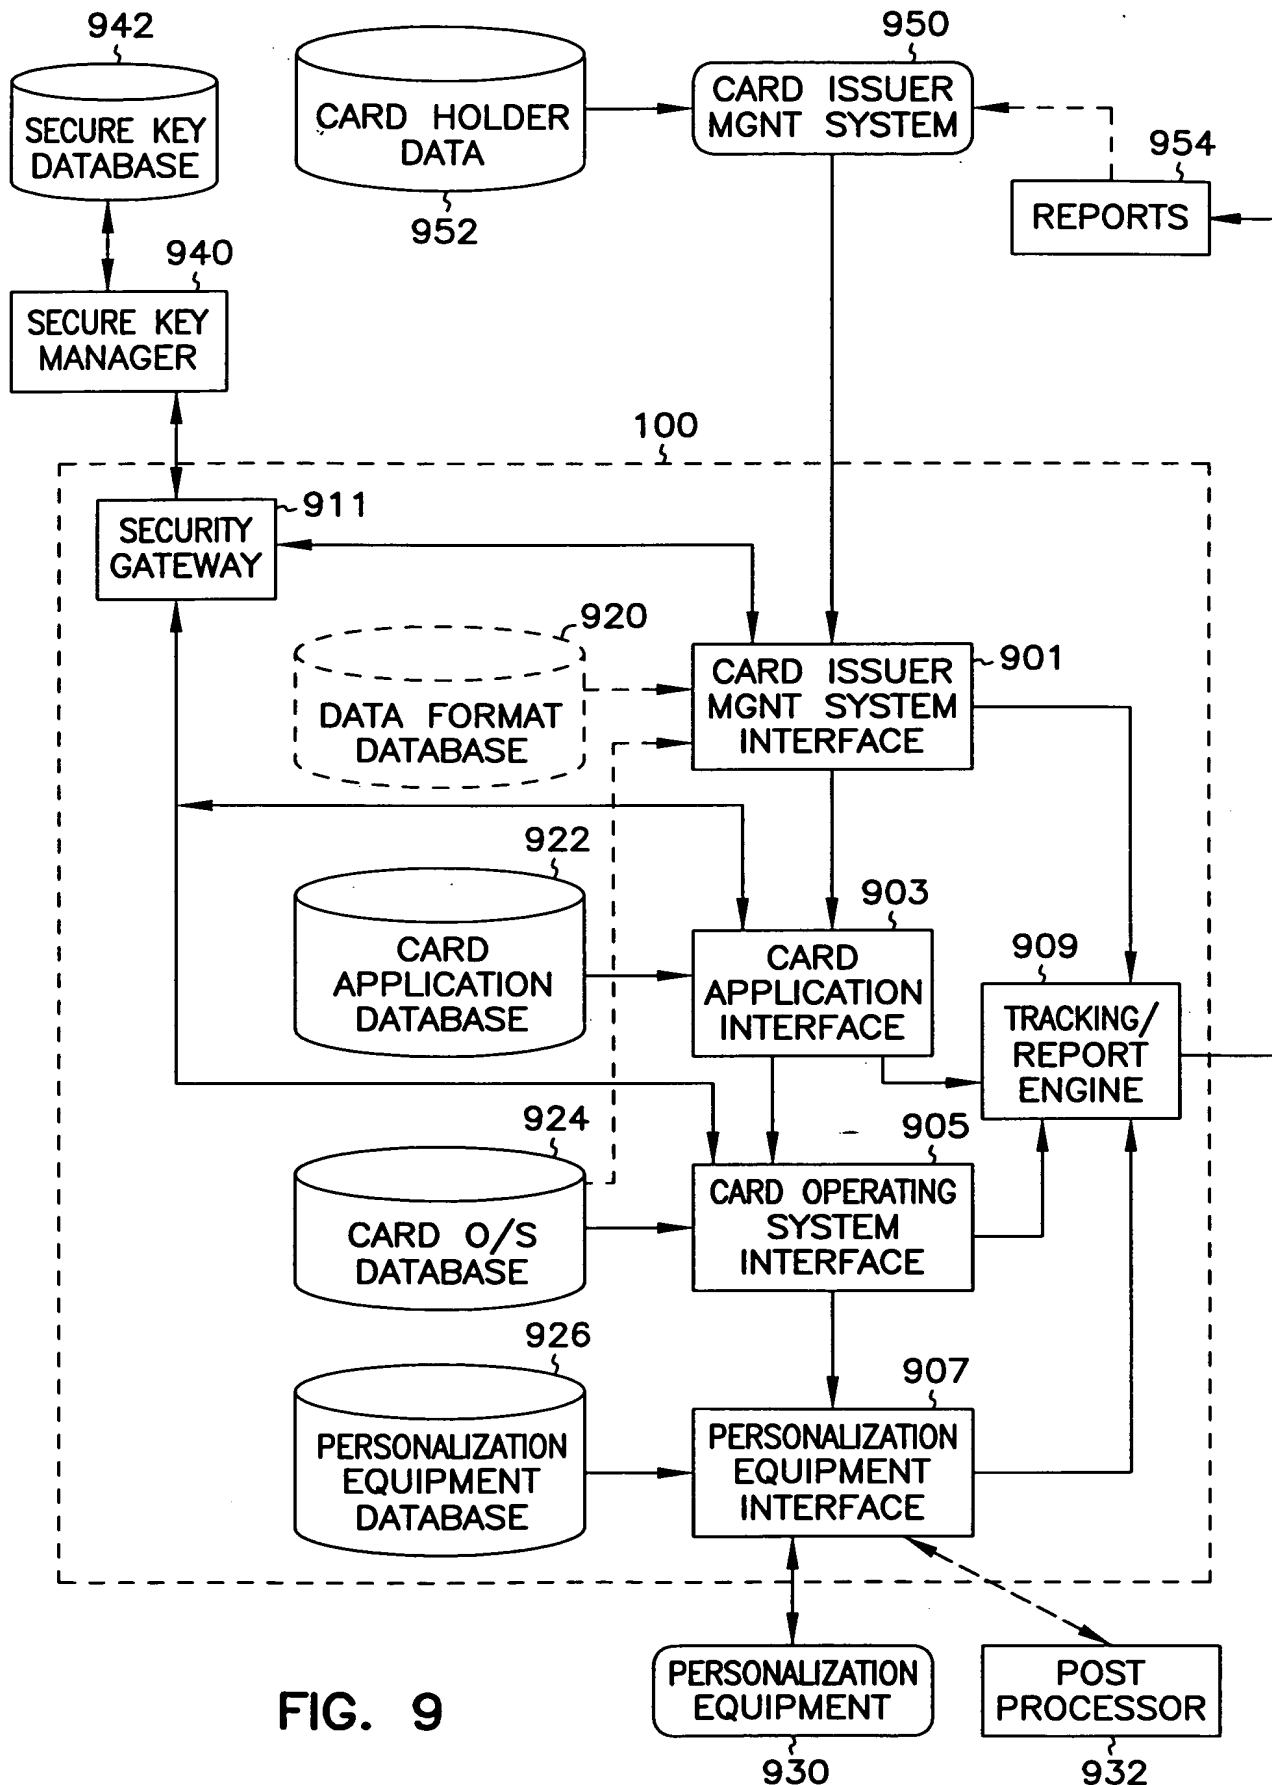 942
SECURE KEY
DATABASE
CARD HOLDER
DATA
952
950
CARD ISSUER
MGNT SYSTEM
954
REPORTS
940
SECURE KEY
MANAGER
100
911
SECURITY
GATEWAY
920
DATA FORMAT
DATABASE
901
CARD ISSUER
MGNT SYSTEM
INTERFACE
922
CARD
APPLICATION
DATABASE
903
CARD
APPLICATION
INTERFACE
909
TRACKING/
REPORT
ENGINE
924
CARD O/S
DATABASE
905
CARD OPERATING
SYSTEM
INTERFACE
926
PERSONALIZATION
EQUIPMENT
DATABASE
907
PERSONALIZATION
EQUIPMENT
INTERFACE
PERSONALIZATION
EQUIPMENT
930
POST
PROCESSOR
932
FIG. 9